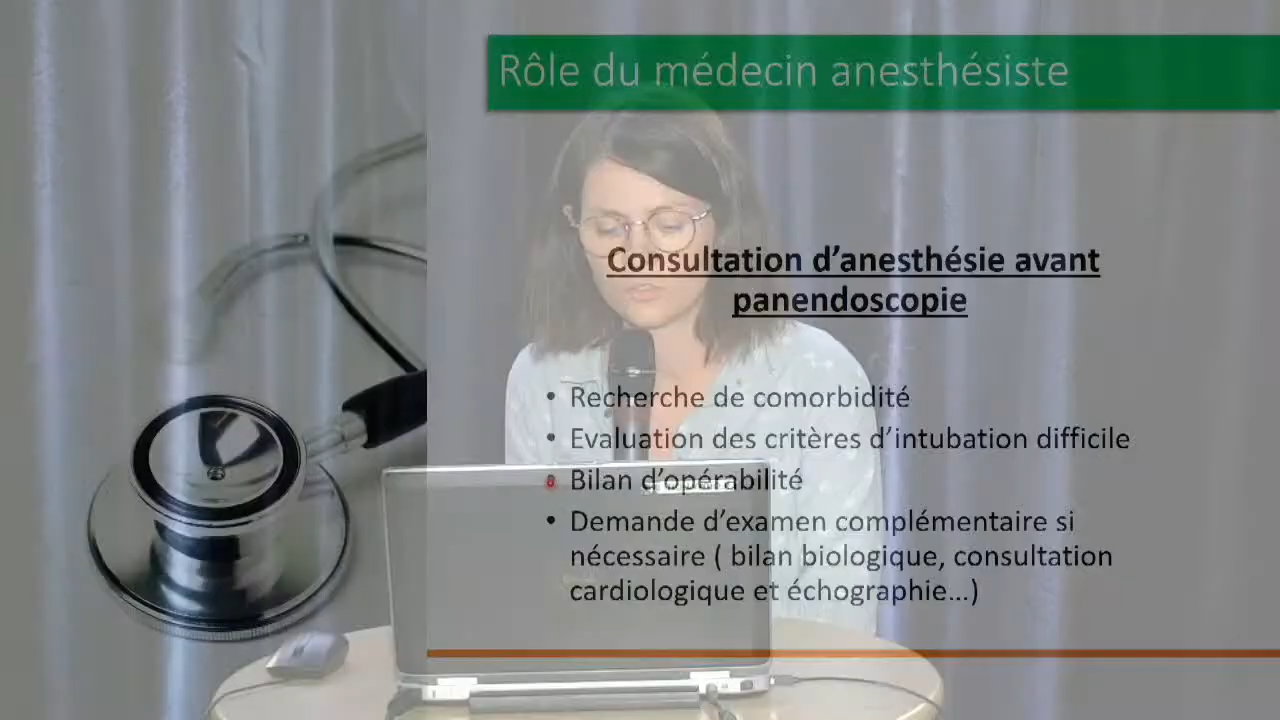 Rôle du médecin anesthésiste
Consultation d’anesthésie avant
panendoscopie
• Recherche de comorbidité
• Evaluation des critères d’intubation difficile
• Bilan d’opérabilité
• Demande d’examen complémentaire si
nécessaire ( bilan biologique, consultation
cardiologique et échographie...)